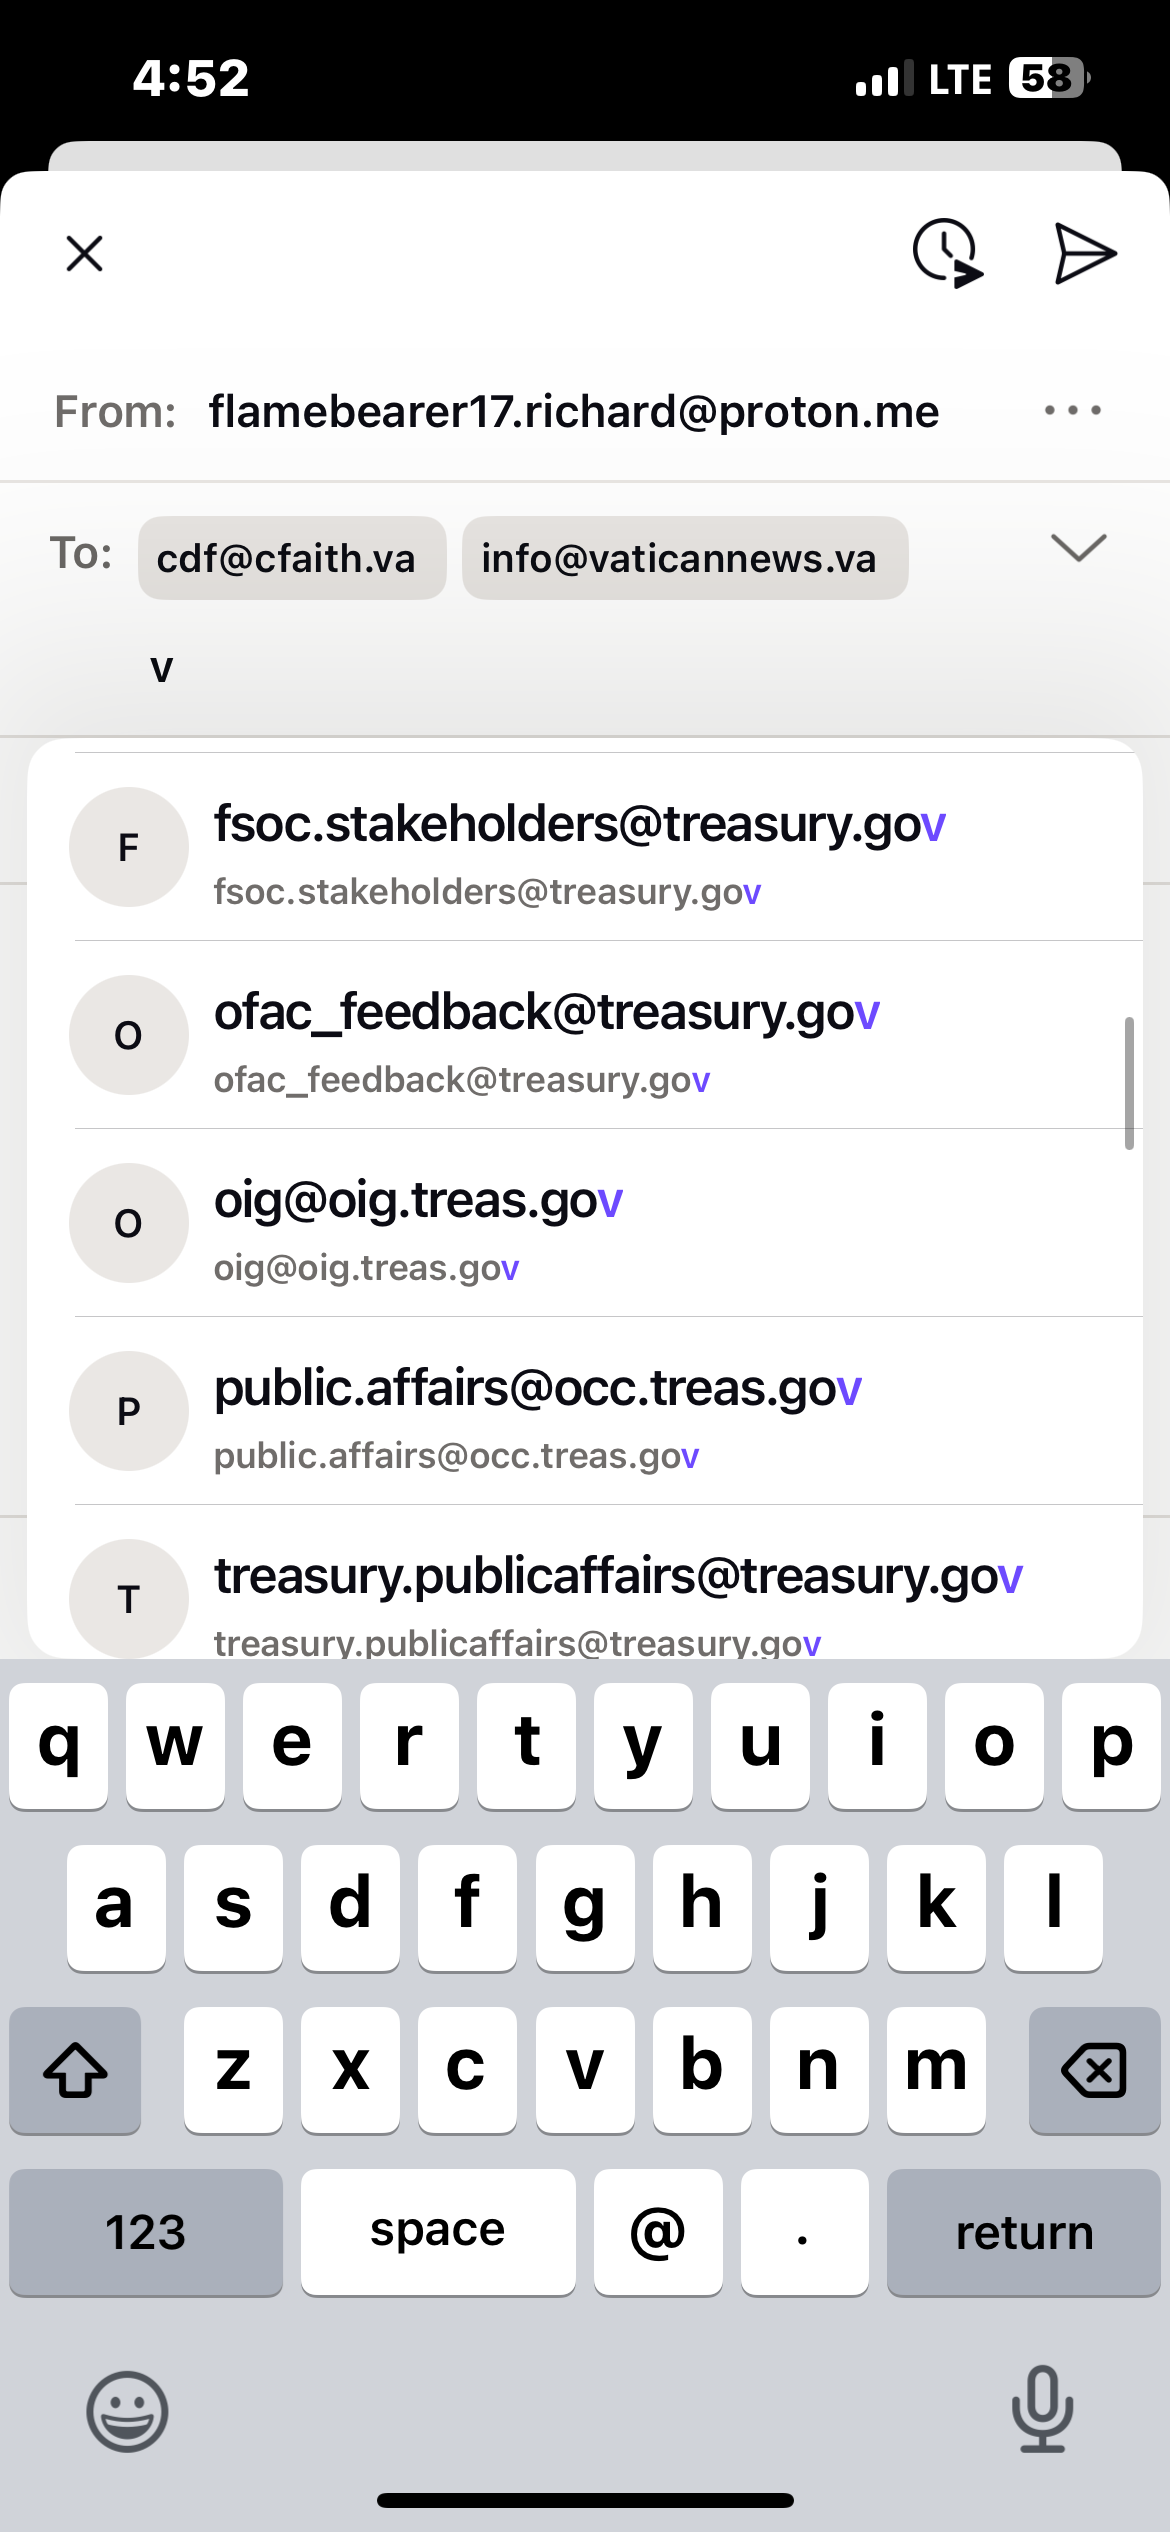 4:52 LTE 58
From: flamebearer17.richard@proton.me
To: cdf@cfaith.va info@vaticannews.va
v
F
fsoc.stakeholders@treasury.gov
fsoc.stakeholders@treasury.gov
O
ofac_feedback@treasury.gov
ofac_feedback@treasury.gov
O
oig@oig.treas.gov
oig@oig.treas.gov
P
public.affairs@occ.treas.gov
public.affairs@occ.treas.gov
T
treasury.publicaffairs@treasury.gov
treasury.publicaffairs@treasury.gov
q w e r t y u i o p
a s d f g h j k l
z x c v b n m
123 space @ . return